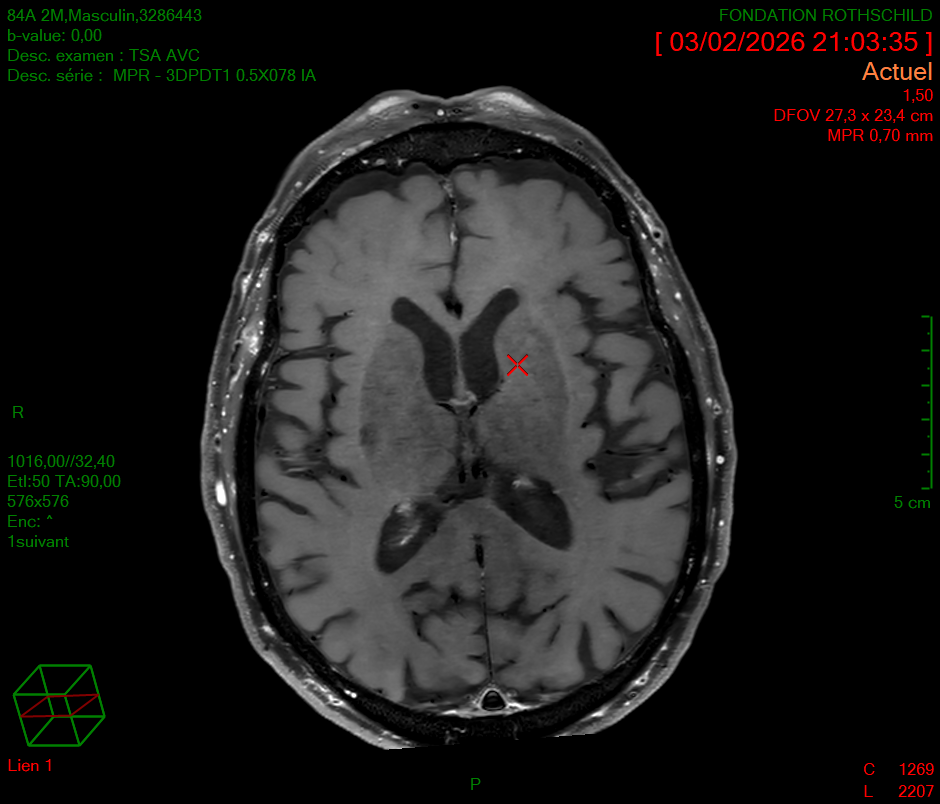 84A 2M,Masculin,3286443
b-value: 0,00
Desc. examen : TSA AVC
Desc. série : MPR - 3DPDT1 0.5X078 IA
FONDATION ROTHSCHILD
[ 03/02/2026 21:03:35 ]
Actuel
1,50
DFOV 27,3 x 23,4 cm
MPR 0,70 mm
R
1016,00//32,40
Etl:50 TA:90,00
576x576
Enc: ^
1suivant
5 cm
Lien 1
P
C 1269
L 2207